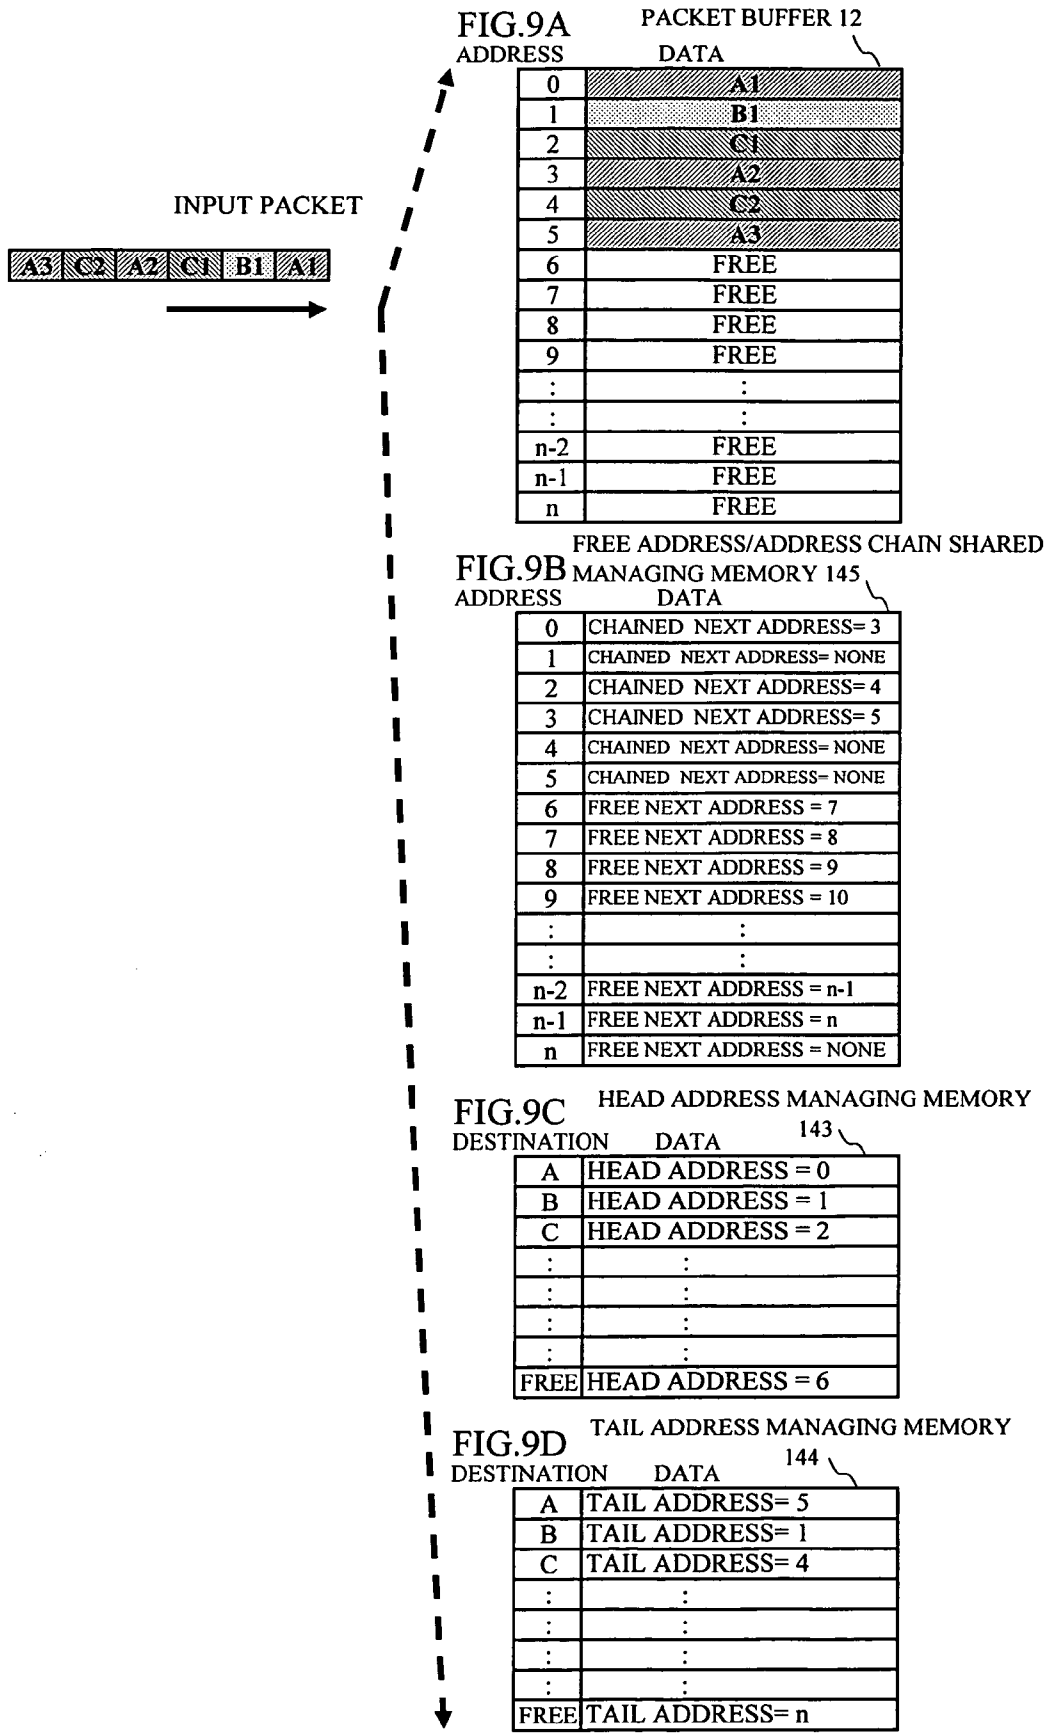 FIG.9A
PACKET BUFFER 12
ADDRESS DATA
0 A1
1 B1
2 C1
3 A2
4 C2
5 A3
6 FREE
7 FREE
8 FREE
9 FREE
: :
: :
n-2 FREE
n-1 FREE
n FREE
INPUT PACKET
A3 C2 A2 C1 B1 A1
FIG.9B
FREE ADDRESS/ADDRESS CHAIN SHARED
MANAGING MEMORY 145
ADDRESS DATA
0 CHAINED NEXT ADDRESS= 3
1 CHAINED NEXT ADDRESS= NONE
2 CHAINED NEXT ADDRESS= 4
3 CHAINED NEXT ADDRESS= 5
4 CHAINED NEXT ADDRESS= NONE
5 CHAINED NEXT ADDRESS= NONE
6 FREE NEXT ADDRESS = 7
7 FREE NEXT ADDRESS = 8
8 FREE NEXT ADDRESS = 9
9 FREE NEXT ADDRESS = 10
: :
: :
n-2 FREE NEXT ADDRESS = n-1
n-1 FREE NEXT ADDRESS = n
n FREE NEXT ADDRESS = NONE
FIG.9C
HEAD ADDRESS MANAGING MEMORY
143
DESTINATION DATA
A HEAD ADDRESS = 0
B HEAD ADDRESS = 1
C HEAD ADDRESS = 2
: :
: :
: :
: :
FREE HEAD ADDRESS = 6
FIG.9D
TAIL ADDRESS MANAGING MEMORY
144
DESTINATION DATA
A TAIL ADDRESS= 5
B TAIL ADDRESS= 1
C TAIL ADDRESS= 4
: :
: :
: :
: :
FREE TAIL ADDRESS= n